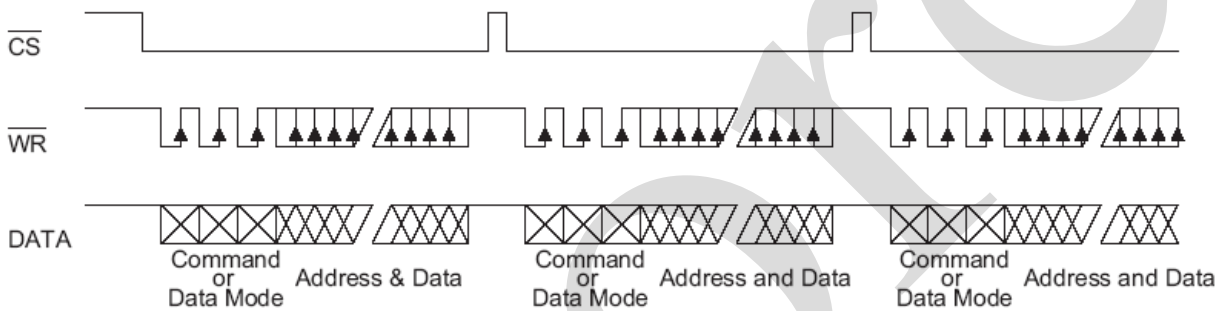 CS
WR
DATA
Command
or
Data Mode
Address & Data
Command
or
Data Mode
Address and Data
Command
or
Data Mode
Address and Data